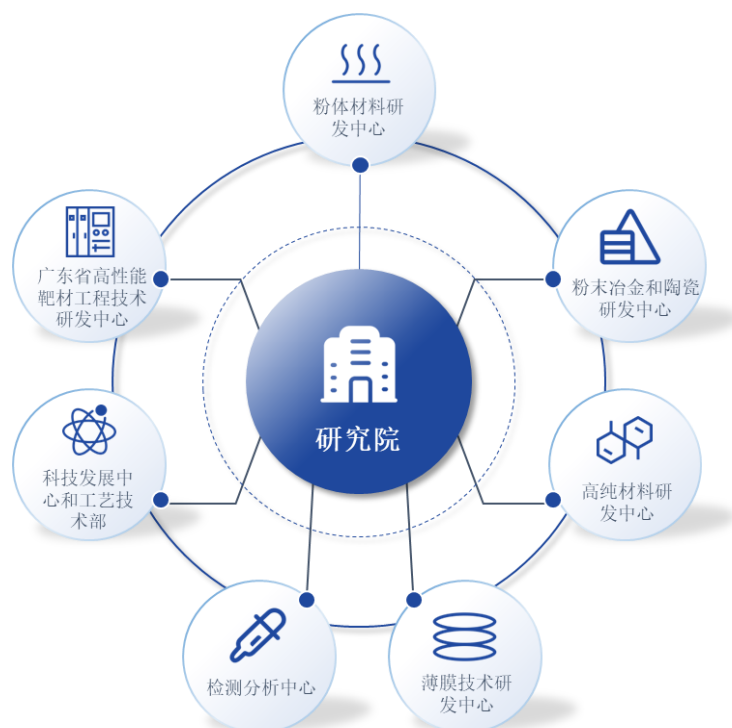 粉体材料研
发中心
广东省高性能
靶材工程技术
研发中心
粉末冶金和陶瓷
研发中心
研究院
科技发展中
心和工艺技
术部
高纯材料研
发中心
检测分析中心
薄膜技术研
发中心